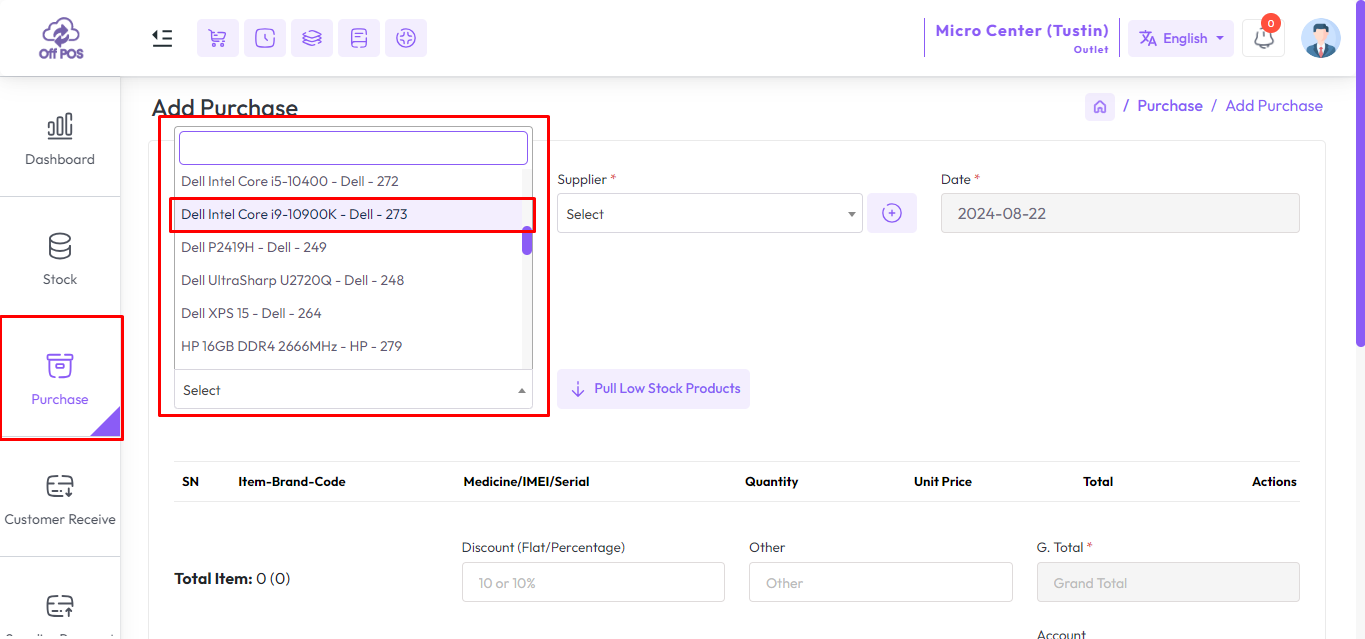 Off POS
Micro Center (Tustin)
Outlet
English
0
Add Purchase
/ Purchase / Add Purchase
Dashboard
Stock
Purchase
Customer Receive
Dell Intel Core i5-10400 - Dell - 272
Dell Intel Core i9-10900K - Dell - 273
Dell P2419H - Dell - 249
Dell UltraSharp U2720Q - Dell - 248
Dell XPS 15 - Dell - 264
HP 16GB DDR4 2666MHz - HP - 279
Select
Supplier *
Select
Date *
2024-08-22
Pull Low Stock Products
SN Item-Brand-Code Medicine/IMEI/Serial Quantity Unit Price Total Actions
Total Item: 0 (0)
Discount (Flat/Percentage)
10 or 10%
Other
Other
G. Total *
Grand Total
Account